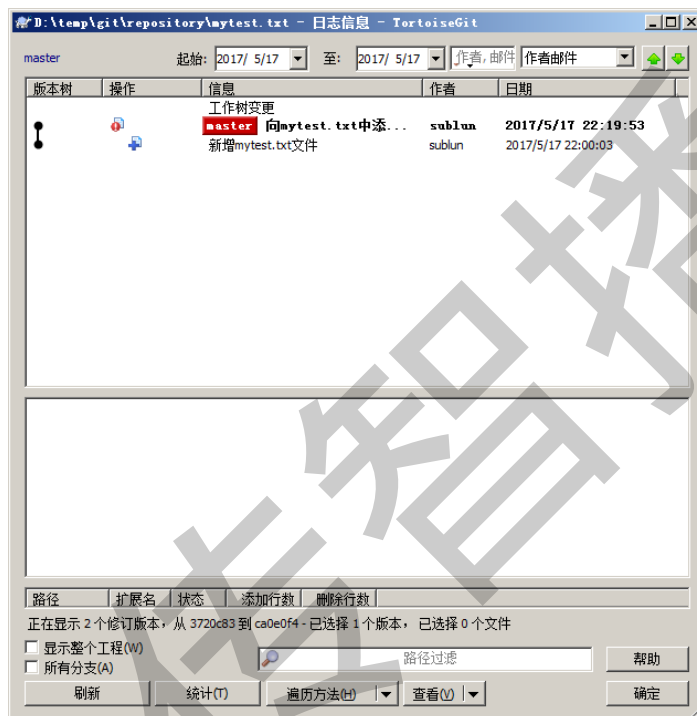 D:\temp\git\repository\mytest.txt - 日志信息 - TortoiseGit
master 起始: 2017/ 5/17 至: 2017/ 5/17 作者,邮件 作者邮件
版本树 操作 信息 作者 日期
工作树变更
master 向mytest.txt中添... sublun 2017/5/17 22:19:53
新增mytest.txt文件 sublun 2017/5/17 22:00:03
路径 扩展名 状态 添加行数 删除行数
正在显示 2 个修订版本，从 3720c83 到 ca0e0f4 - 已选择 1 个版本， 已选择 0 个文件
显示整个工程(W)
路径过滤 帮助
所有分支(A)
刷新 统计(T) 遍历方法(H) 查看(V) 确定
传智播